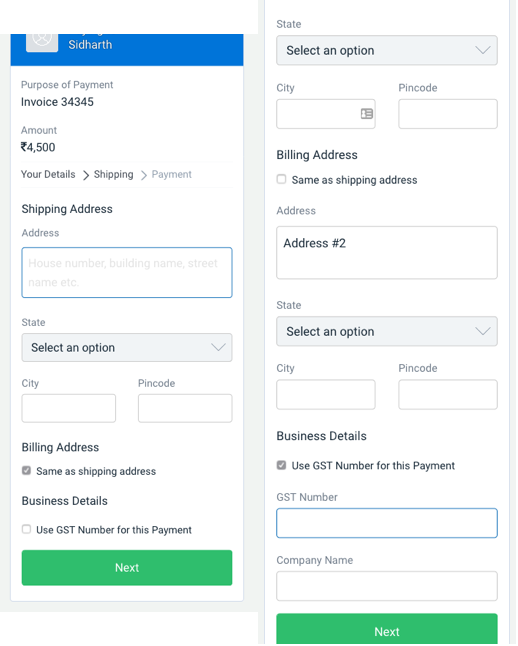 Sidharth
Purpose of Payment
Invoice 34345
Amount
₹4,500
Your Details > Shipping > Payment
Shipping Address
Address
House number, building name, street
name etc.
State
Select an option
City Pincode
Billing Address
Same as shipping address
Business Details
Use GST Number for this Payment
Next
State
Select an option
City Pincode
Billing Address
Same as shipping address
Address
Address #2
State
Select an option
City Pincode
Business Details
Use GST Number for this Payment
GST Number
Company Name
Next